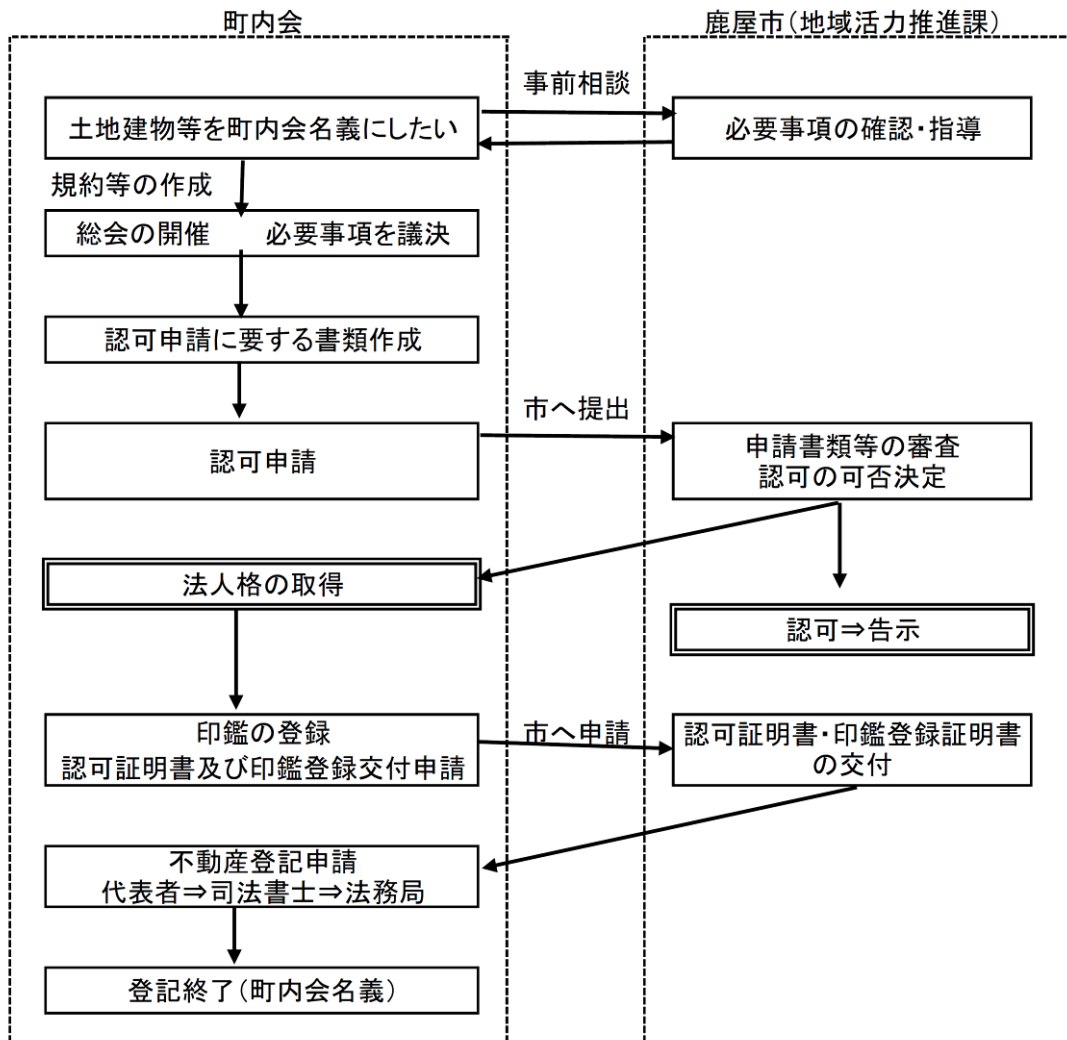 町内会
鹿屋市(地域活力推進課)
事前相談
土地建物等を町内会名義にしたい
必要事項の確認・指導
規約等の作成
総会の開催　　必要事項を議決
認可申請に要する書類作成
市へ提出
認可申請
申請書類等の審査
認可の可否決定
法人格の取得
認可⇒告示
印鑑の登録
認可証明書及び印鑑登録交付申請
市へ申請
認可証明書・印鑑登録証明書
の交付
不動産登記申請
代表者⇒司法書士⇒法務局
登記終了(町内会名義)